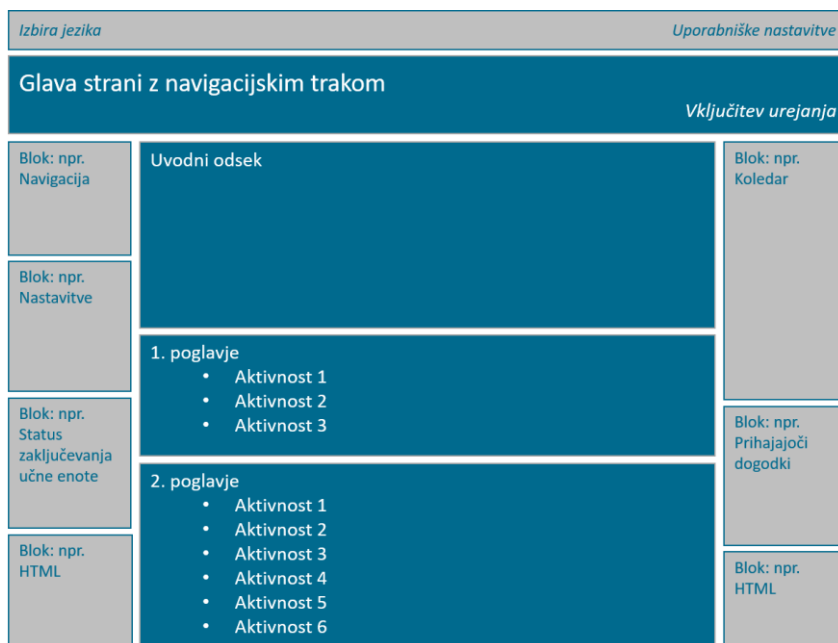 Izbira jezika
Uporabniške nastavitve
Glava strani z navigacijskim trakom
Vključitev urejanja
Blok: npr.
Navigacija
Blok: npr.
Nastavitve
Blok: npr.
Status
zaključevanja
učne enote
Blok: npr.
HTML
Uvodni odsek
1. poglavje
• Aktivnost 1
• Aktivnost 2
• Aktivnost 3
2. poglavje
• Aktivnost 1
• Aktivnost 2
• Aktivnost 3
• Aktivnost 4
• Aktivnost 5
• Aktivnost 6
Blok: npr.
Koledar
Blok: npr.
Prihajajoči
dogodki
Blok: npr.
HTML